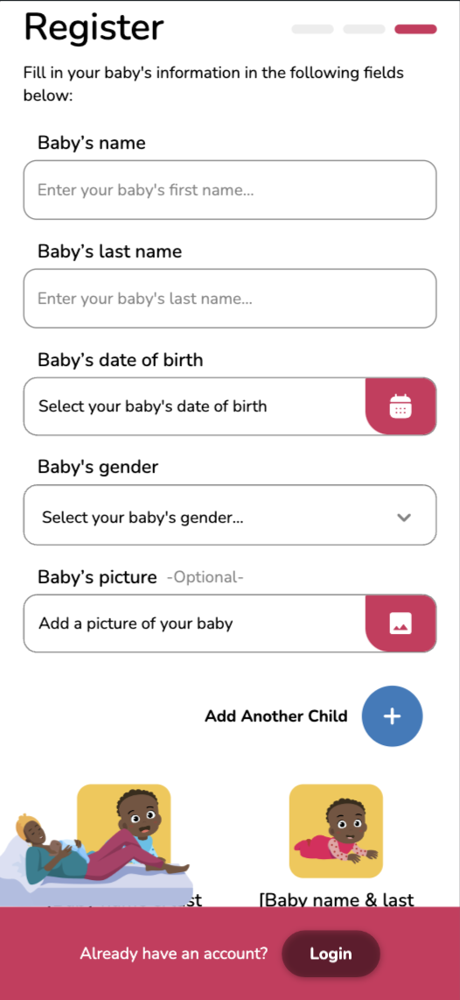 Register
Fill in your baby's information in the following fields
below:
Baby’s name
Enter your baby's first name...
Baby’s last name
Enter your baby's last name...
Baby’s date of birth
Select your baby's date of birth
Baby's gender
Select your baby's gender...
Baby’s picture -Optional-
Add a picture of your baby
Add Another Child
[Baby name & last
Already have an account? Login